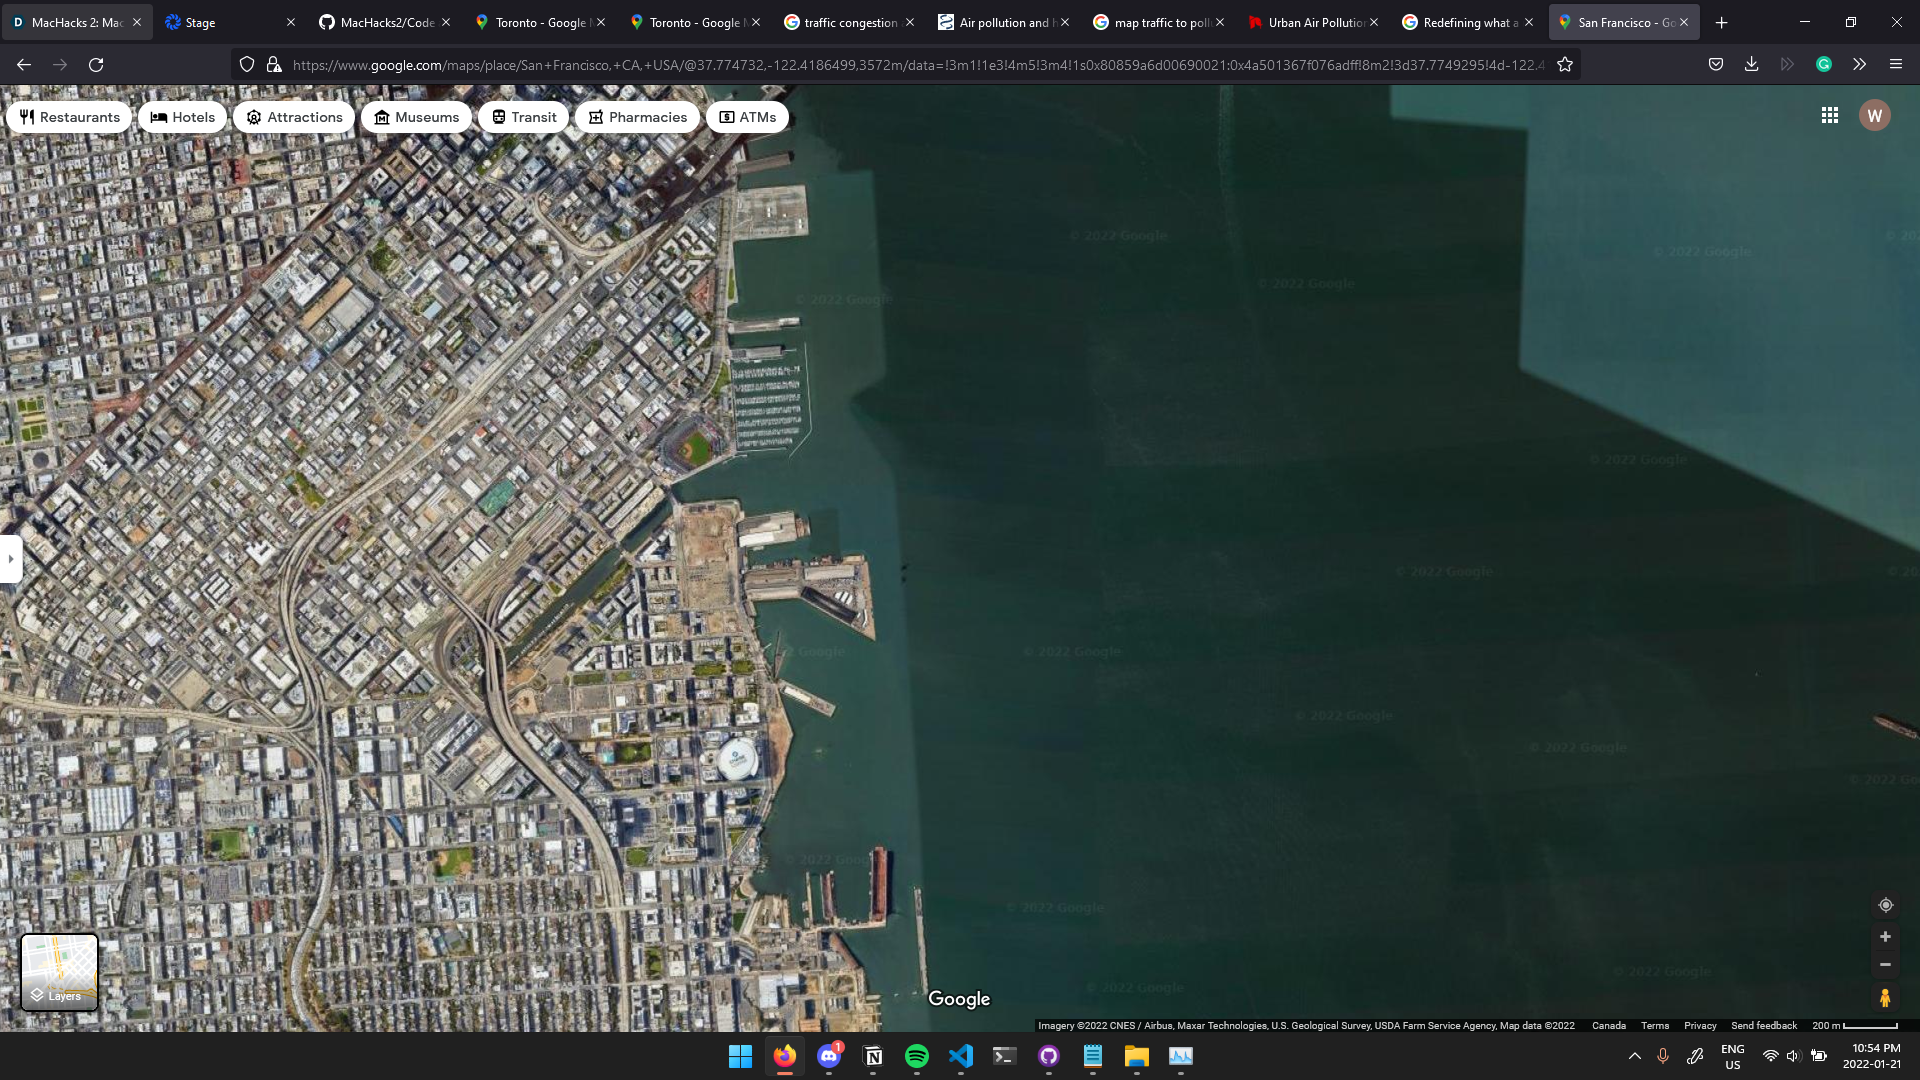 MacHacks 2: Mac
Stage
MacHacks2/Code
Toronto - Google M
Toronto - Google M
traffic congestion
Air pollution and h
map traffic to poll
Urban Air Pollution
Redefining what a
San Francisco - Go
https://www.google.com/maps/place/San+Francisco,+CA,+USA/@37.774732,-122.4186499,3572m/data=!3m1!1e3!4m5!3m4!1s0x80859a6d00690021:0x4a501367f076adff!8m2!3d37.7749295!4d-122.4
Restaurants
Hotels
Attractions
Museums
Transit
Pharmacies
ATMs
W
© 2022 Google
© 2022 Google
© 2022 Google
© 2022 Google
© 2022 Google
© 2022 Google
© 2022 Google
© 2022 Google
© 2022 Google
© 2022 Google
© 2022 Google
© 2022 Google
© 2022 Google
© 2022 Google
Layers
Google
Imagery ©2022 CNES / Airbus, Maxar Technologies, U.S. Geological Survey, USDA Farm Service Agency, Map data ©2022
Canada
Terms
Privacy
Send feedback
200 m
1
ENG
US
10:54 PM
2022-01-21